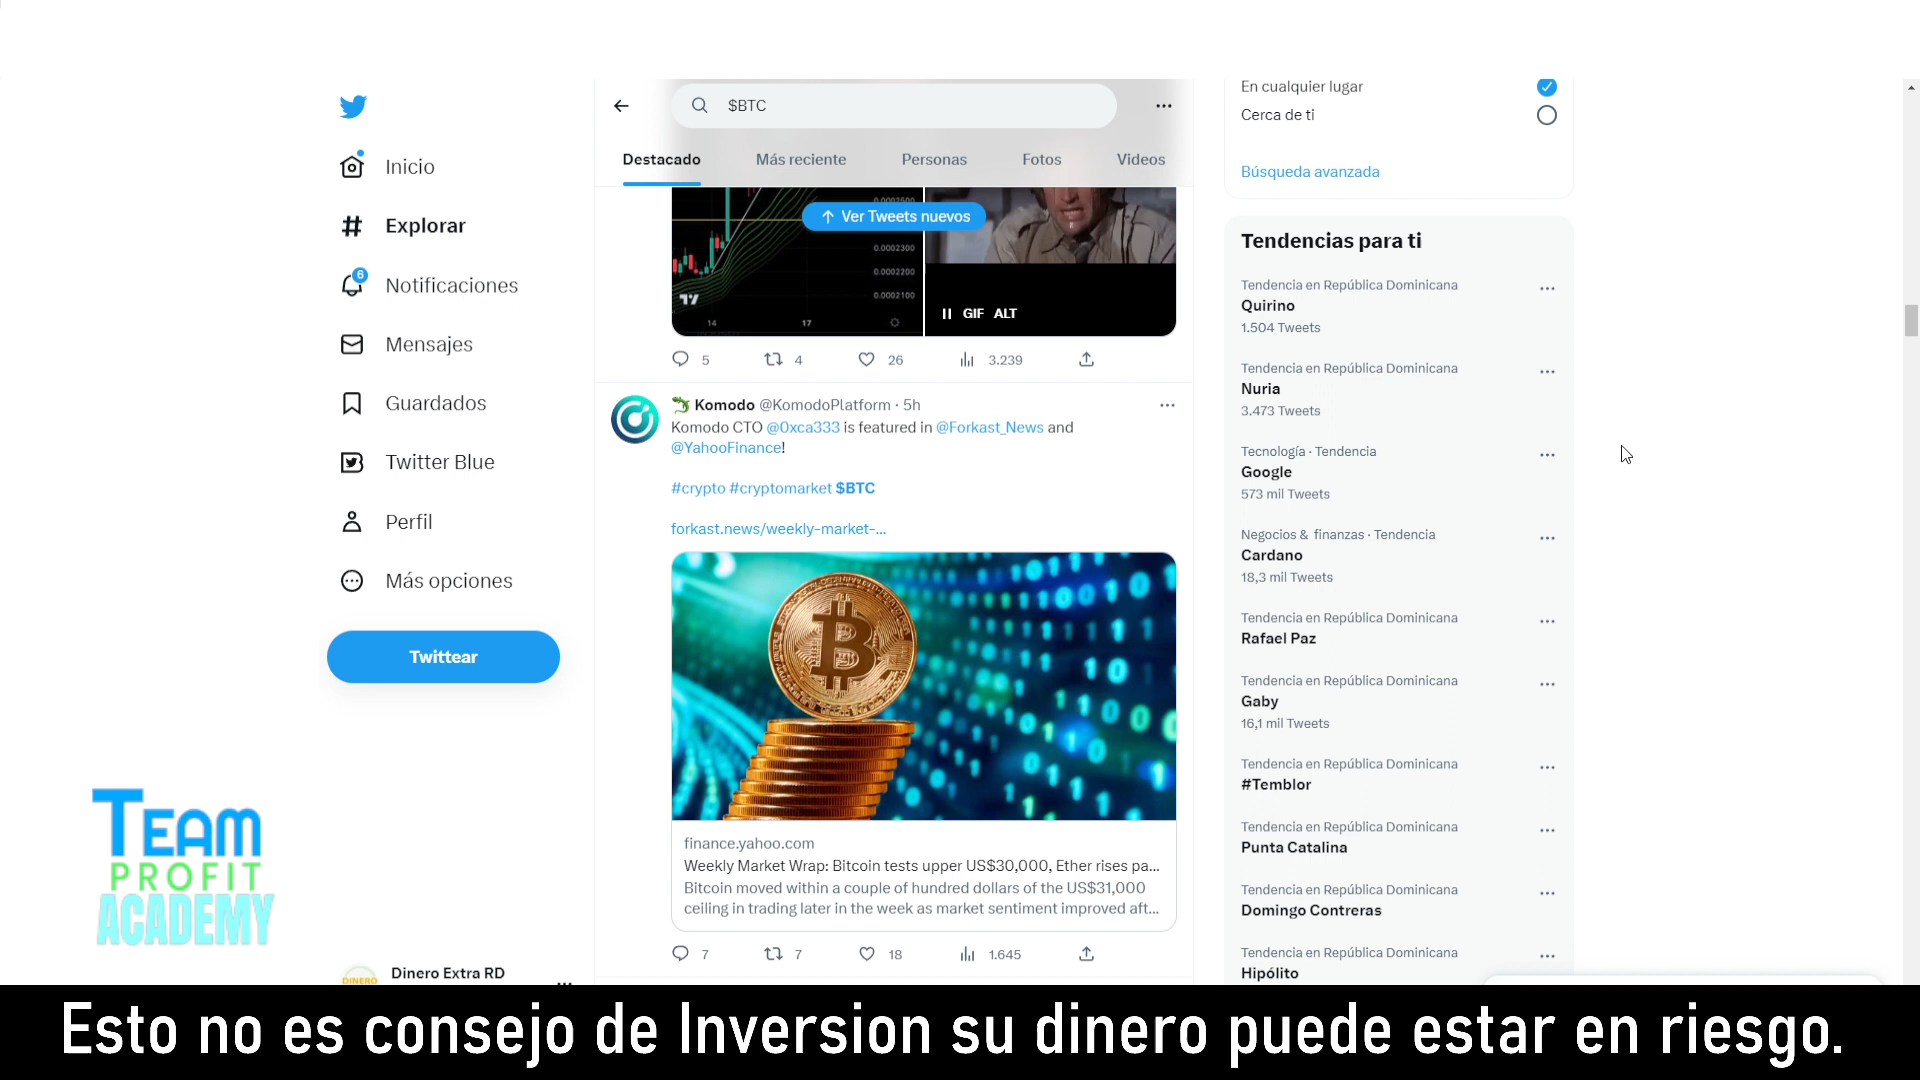 $BTC
Destacado
Más reciente
Personas
Fotos
Videos
Inicio
Explorar
6
Notificaciones
Mensajes
Guardados
Twitter Blue
Perfil
Más opciones
Twittear
TEAM
PROFIT
ACADEMY
DINERO
Dinero Extra RD
Ver Tweets nuevos
0.0002300
0.0002200
0.0002100
14
17
GIF ALT
5
4
26
3.239
Komodo @KomodoPlatform · 5h
Komodo CTO @0xca333 is featured in @Forkast_News and
@YahooFinance!
#crypto #cryptomarket $BTC
forkast.news/weekly-market-...
finance.yahoo.com
Weekly Market Wrap: Bitcoin tests upper US$30,000, Ether rises pa...
Bitcoin moved within a couple of hundred dollars of the US$31,000
ceiling in trading later in the week as market sentiment improved aft...
7
7
18
1.645
En cualquier lugar
Cerca de ti
Búsqueda avanzada
Tendencias para ti
Tendencia en República Dominicana
Quirino
1.504 Tweets
Tendencia en República Dominicana
Nuria
3.473 Tweets
Tecnología · Tendencia
Google
573 mil Tweets
Negocios & finanzas · Tendencia
Cardano
18,3 mil Tweets
Tendencia en República Dominicana
Rafael Paz
Tendencia en República Dominicana
Gaby
16,1 mil Tweets
Tendencia en República Dominicana
#Temblor
Tendencia en República Dominicana
Punta Catalina
Tendencia en República Dominicana
Domingo Contreras
Tendencia en República Dominicana
Hipólito
Esto no es consejo de Inversion su dinero puede estar en riesgo.